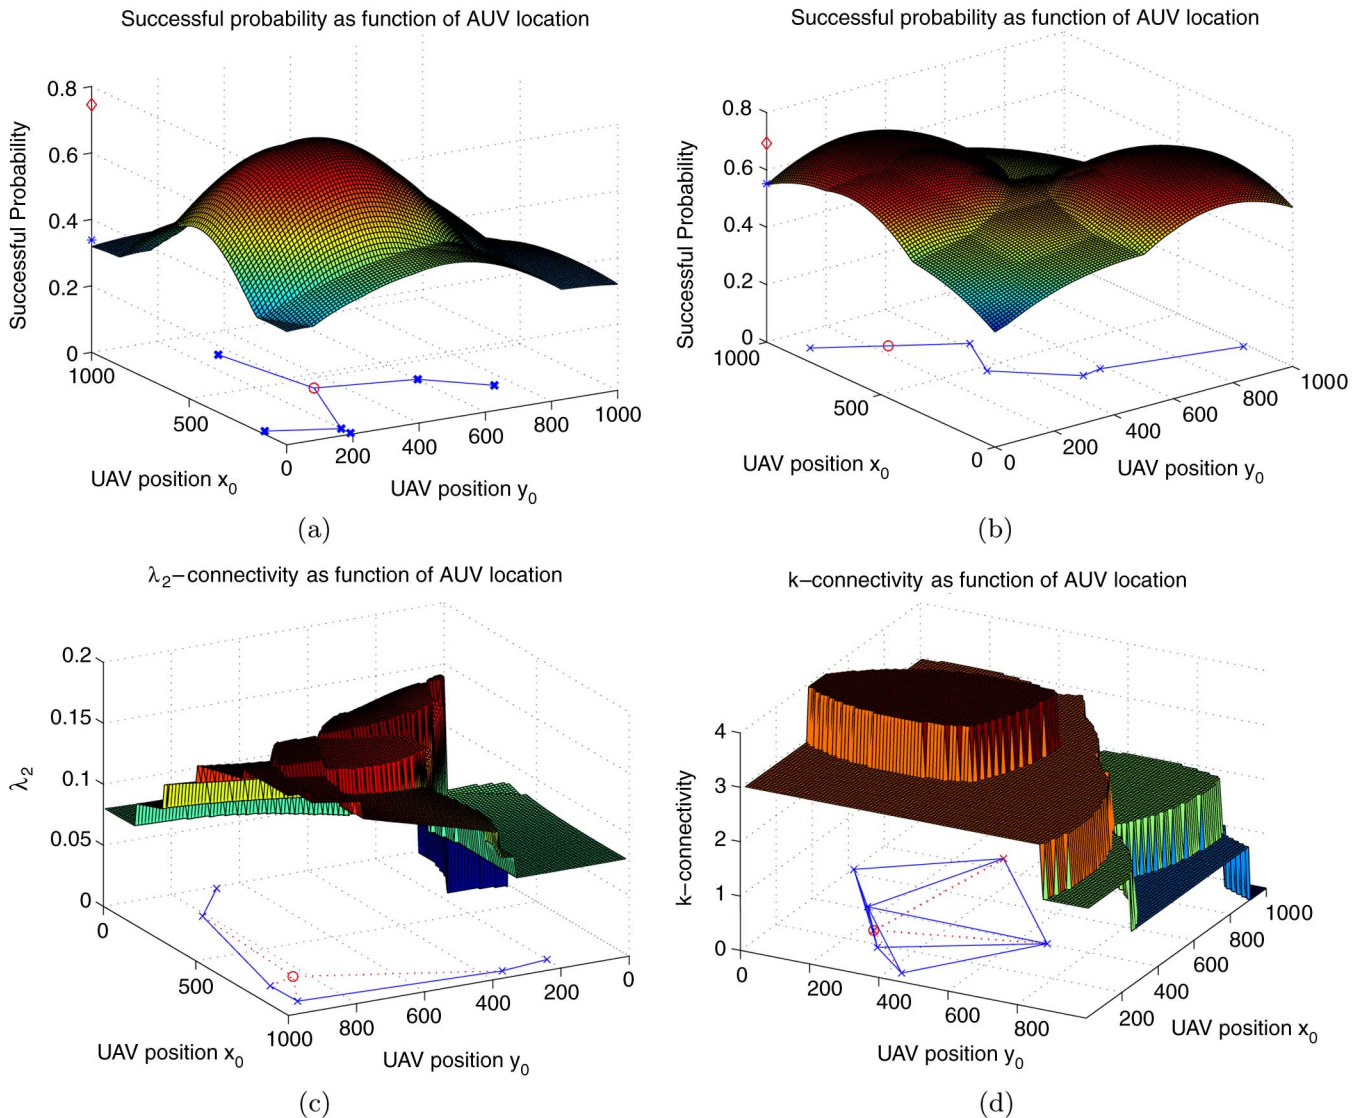 Successful probability as function of AUV location
0.8
0.6
0.4
0.2
0
Successful Probability
1000
500
0
200
400
600
800
1000
UAV position x0
UAV position y0
(a)
Successful probability as function of AUV location
0.8
0.6
0.4
0.2
0
Successful Probability
1000
500
0
0
200
400
600
800
1000
UAV position x0
UAV position y0
(b)
λ2−connectivity as function of AUV location
0.2
0.15
0.1
0.05
0
λ2
0
500
1000
800
600
400
200
0
UAV position x0
UAV position y0
(c)
k−connectivity as function of AUV location
4
3
2
1
0
k−connectivity
0
200
400
600
800
200
400
600
800
1000
UAV position y0
UAV position x0
(d)